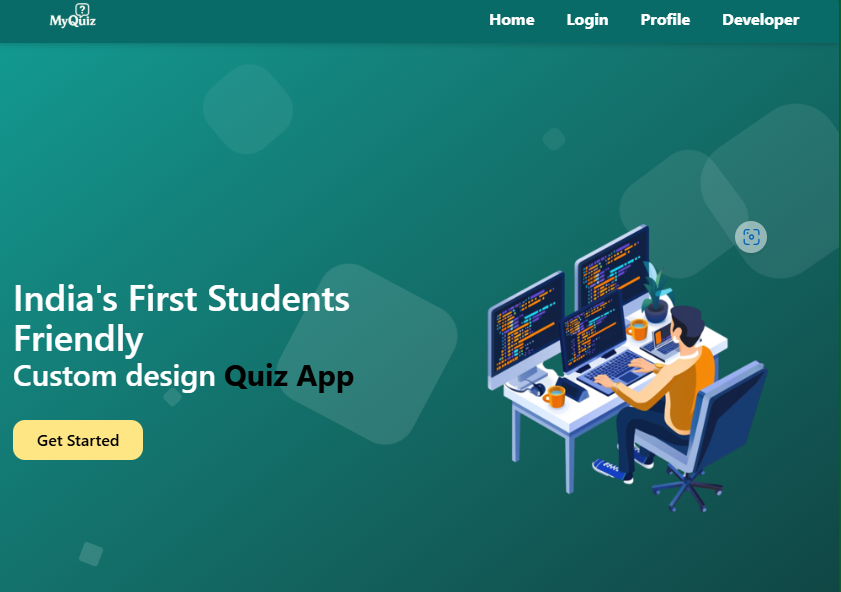 MyQuiz
Home Login Profile Developer
India's First Students
Friendly
Custom design Quiz App
Get Started